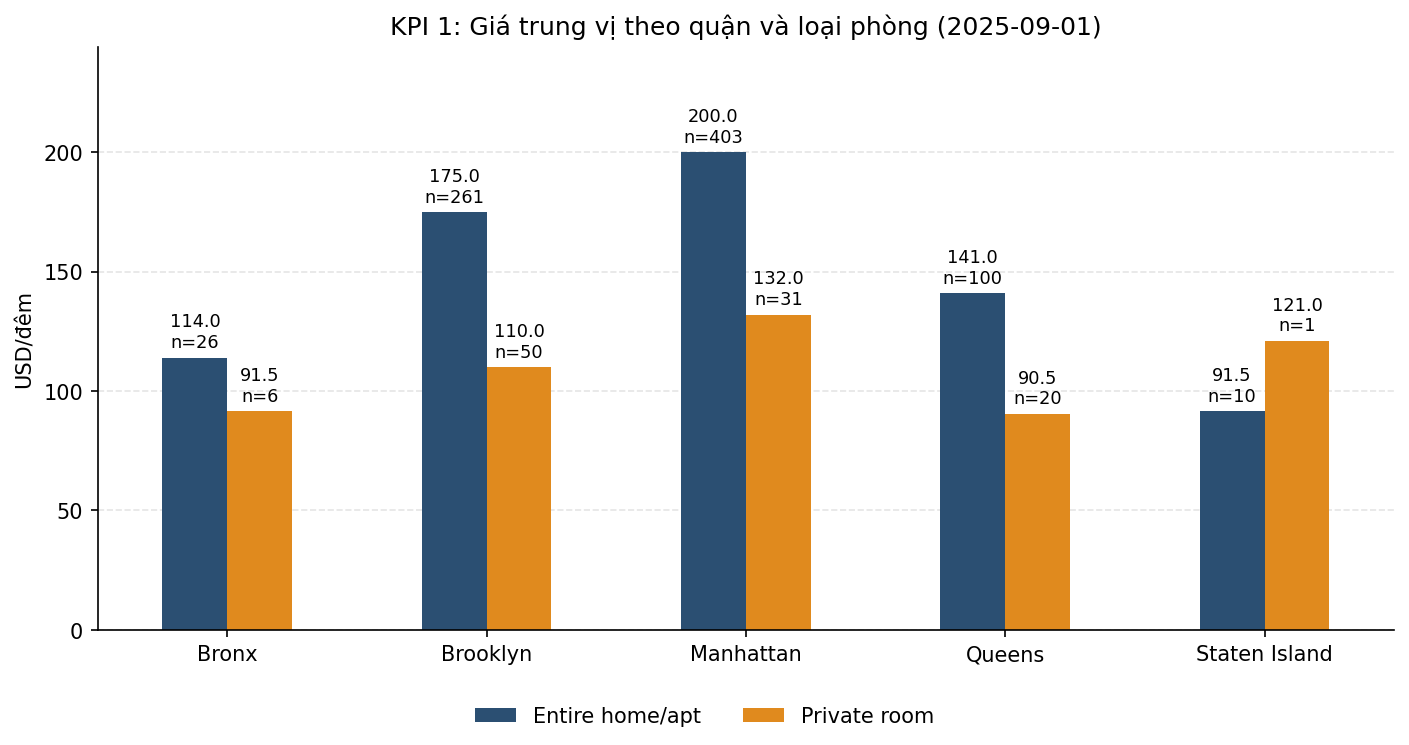 KPI 1: Giá trung vị theo quận và loại phòng (2025-09-01)
USD/đêm
200
150
100
50
0
114.0
n=26
91.5
n=6
175.0
n=261
110.0
n=50
200.0
n=403
132.0
n=31
141.0
n=100
90.5
n=20
91.5
n=10
121.0
n=1
Bronx
Brooklyn
Manhattan
Queens
Staten Island
Entire home/apt
Private room